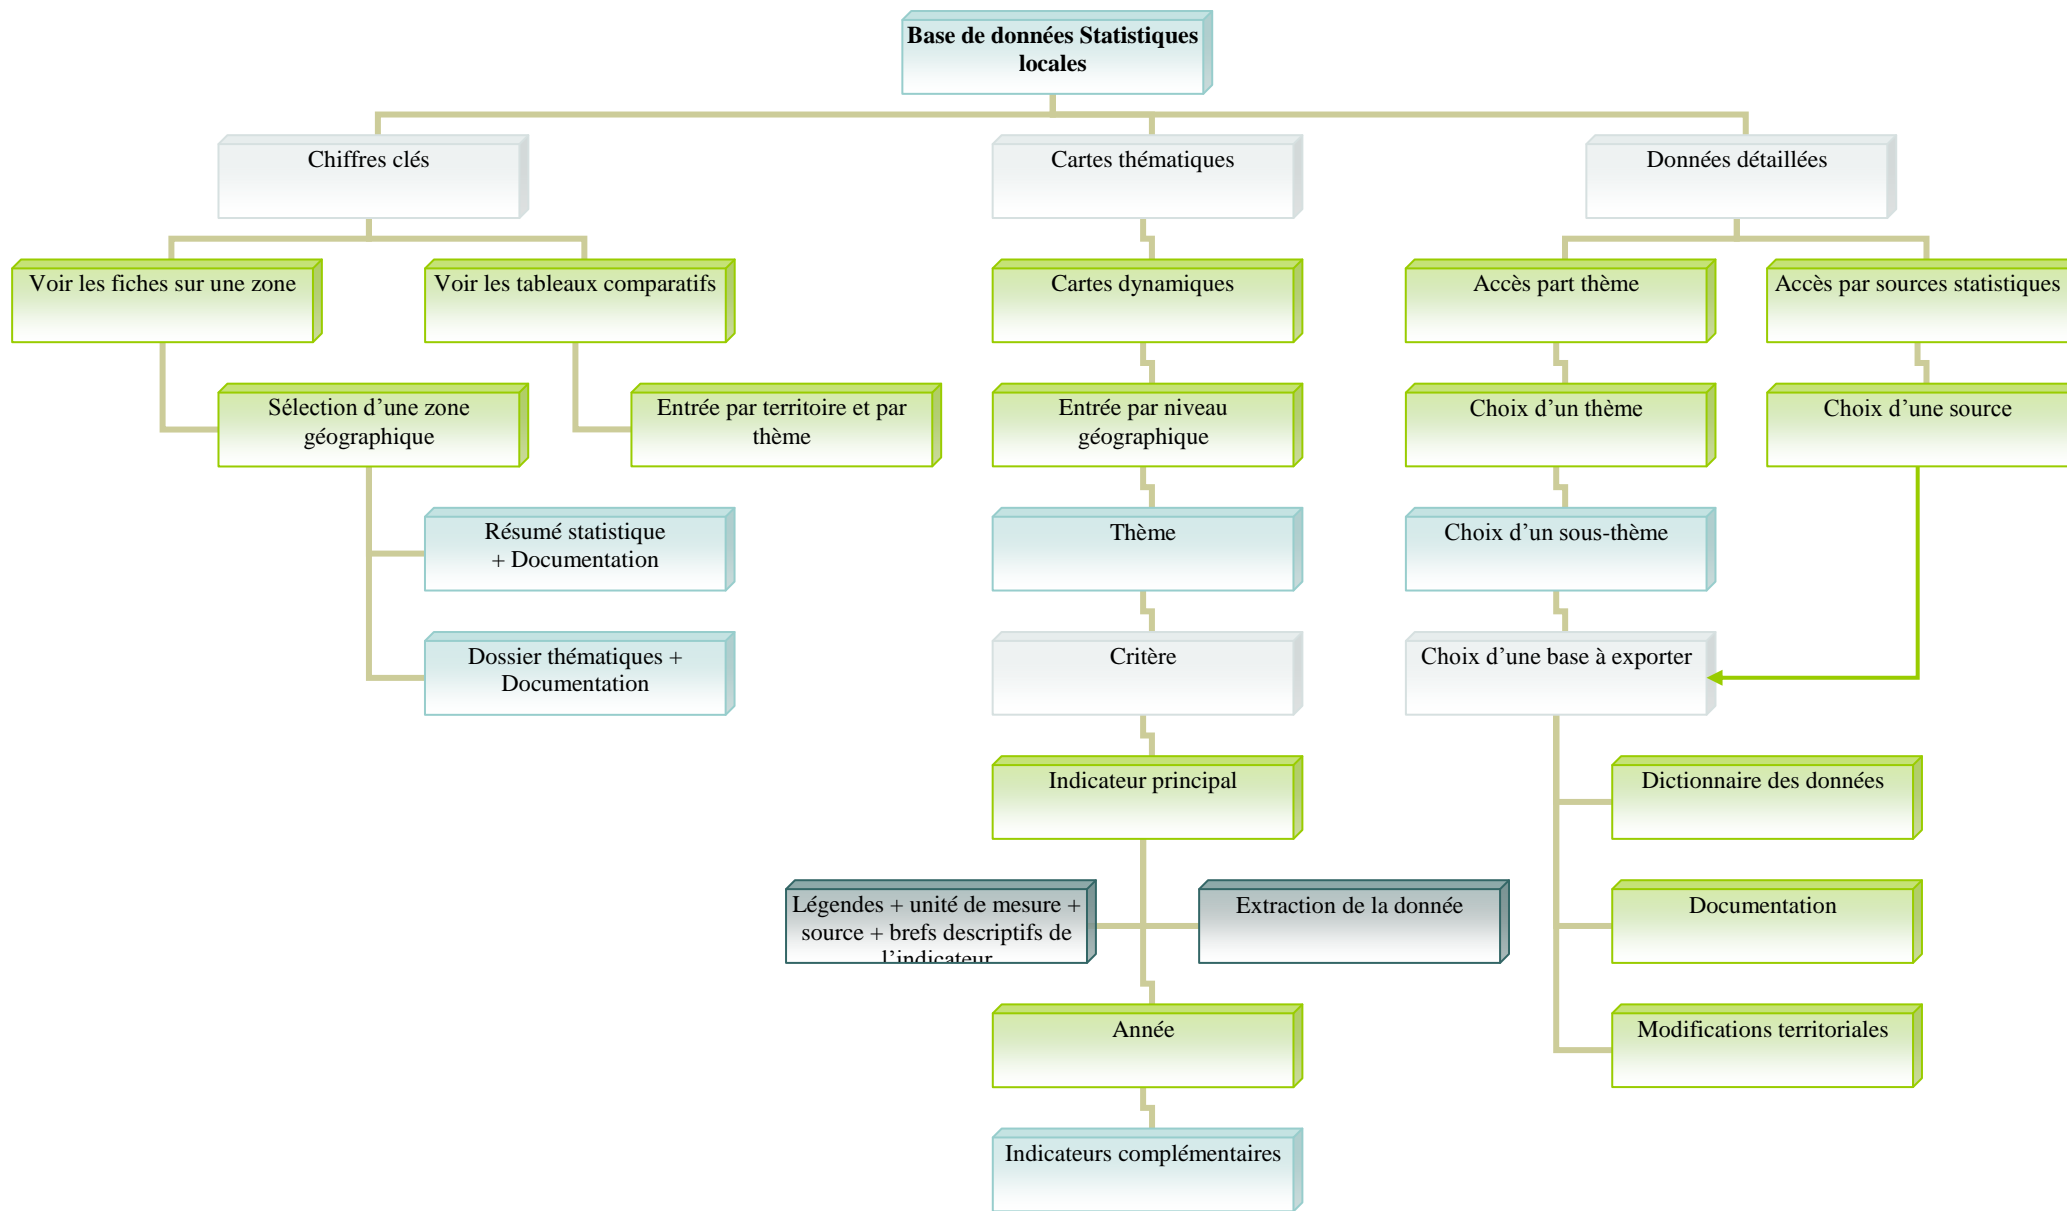 Base de données Statistiques
locales
Chiffres clés
Cartes thématiques
Données détaillées
Voir les fiches sur une zone
Voir les tableaux comparatifs
Cartes dynamiques
Accès part thème
Accès par sources statistiques
Sélection d’une zone
géographique
Entrée par territoire et par
thème
Entrée par niveau
géographique
Choix d’un thème
Choix d’une source
Résumé statistique
+ Documentation
Thème
Choix d’un sous-thème
Dossier thématiques +
Documentation
Critère
Choix d’une base à exporter
Indicateur principal
Dictionnaire des données
Légendes + unité de mesure +
source + brefs descriptifs de
l’indicateur
Extraction de la donnée
Documentation
Année
Modifications territoriales
Indicateurs complémentaires